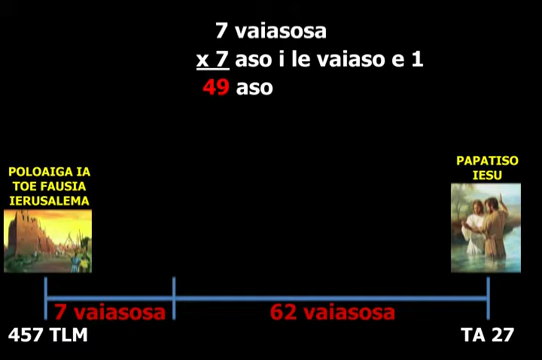 7 vaiasosa
x 7 aso i le vaiaso e 1
49 aso
POLOAIGA IA
TOE FAUSIA
IERUSALEMA
PAPATISO
IESU
7 vaiasosa
62 vaiasosa
457 TLM
TA 27